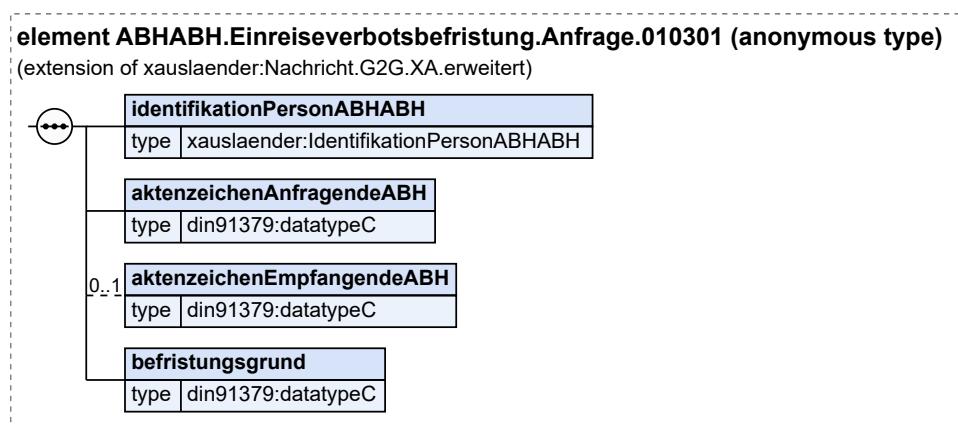 element ABHABH.Einreiseverbotsbefristung.Anfrage.010301 (anonymous type)
(extension of xauslaender:Nachricht.G2G.XA.erweitert)
identifikationPersonABHABH
type xauslaender:IdentifikationPersonABHABH
aktenzeichenAnfragendeABH
type din91379:datatypeC
0..1 aktenzeichenEmpfangendeABH
type din91379:datatypeC
befristungsgrund
type din91379:datatypeC